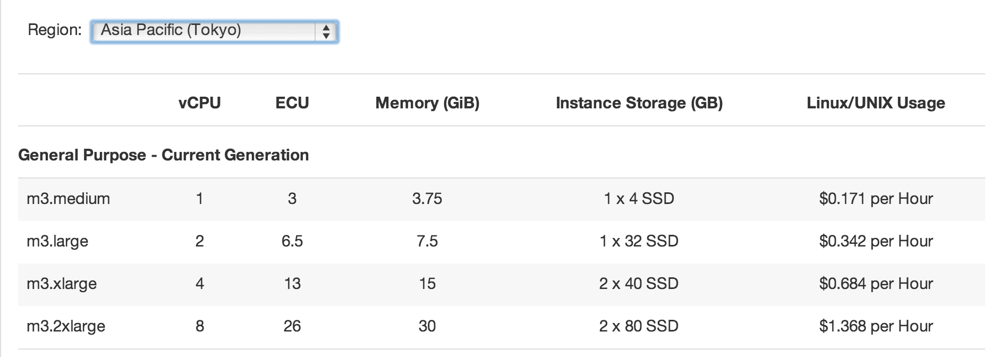 Region: Asia Pacific (Tokyo)
vCPU ECU Memory (GiB) Instance Storage (GB) Linux/UNIX Usage
General Purpose - Current Generation
m3.medium 1 3 3.75 1 x 4 SSD $0.171 per Hour
m3.large 2 6.5 7.5 1 x 32 SSD $0.342 per Hour
m3.xlarge 4 13 15 2 x 40 SSD $0.684 per Hour
m3.2xlarge 8 26 30 2 x 80 SSD $1.368 per Hour